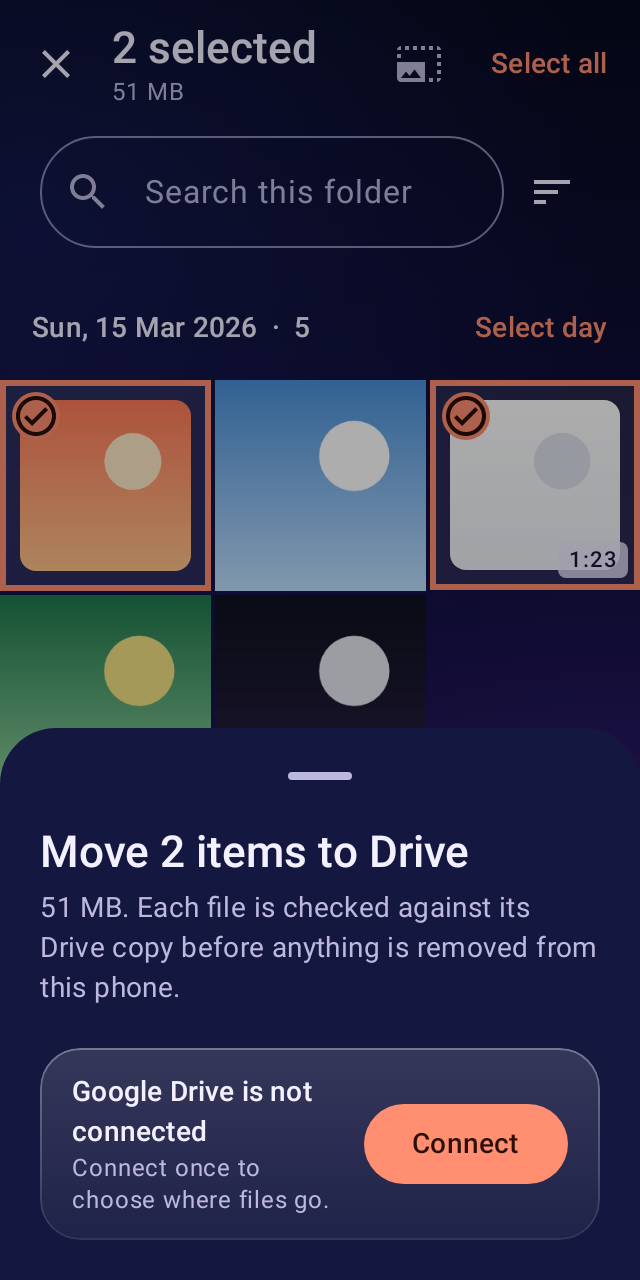 2 selected
51 MB
Select all
Search this folder
Sun, 15 Mar 2026 · 5
Select day
1:23
Move 2 items to Drive
51 MB. Each file is checked against its
Drive copy before anything is removed from
this phone.
Google Drive is not
connected
Connect once to
choose where files go.
Connect